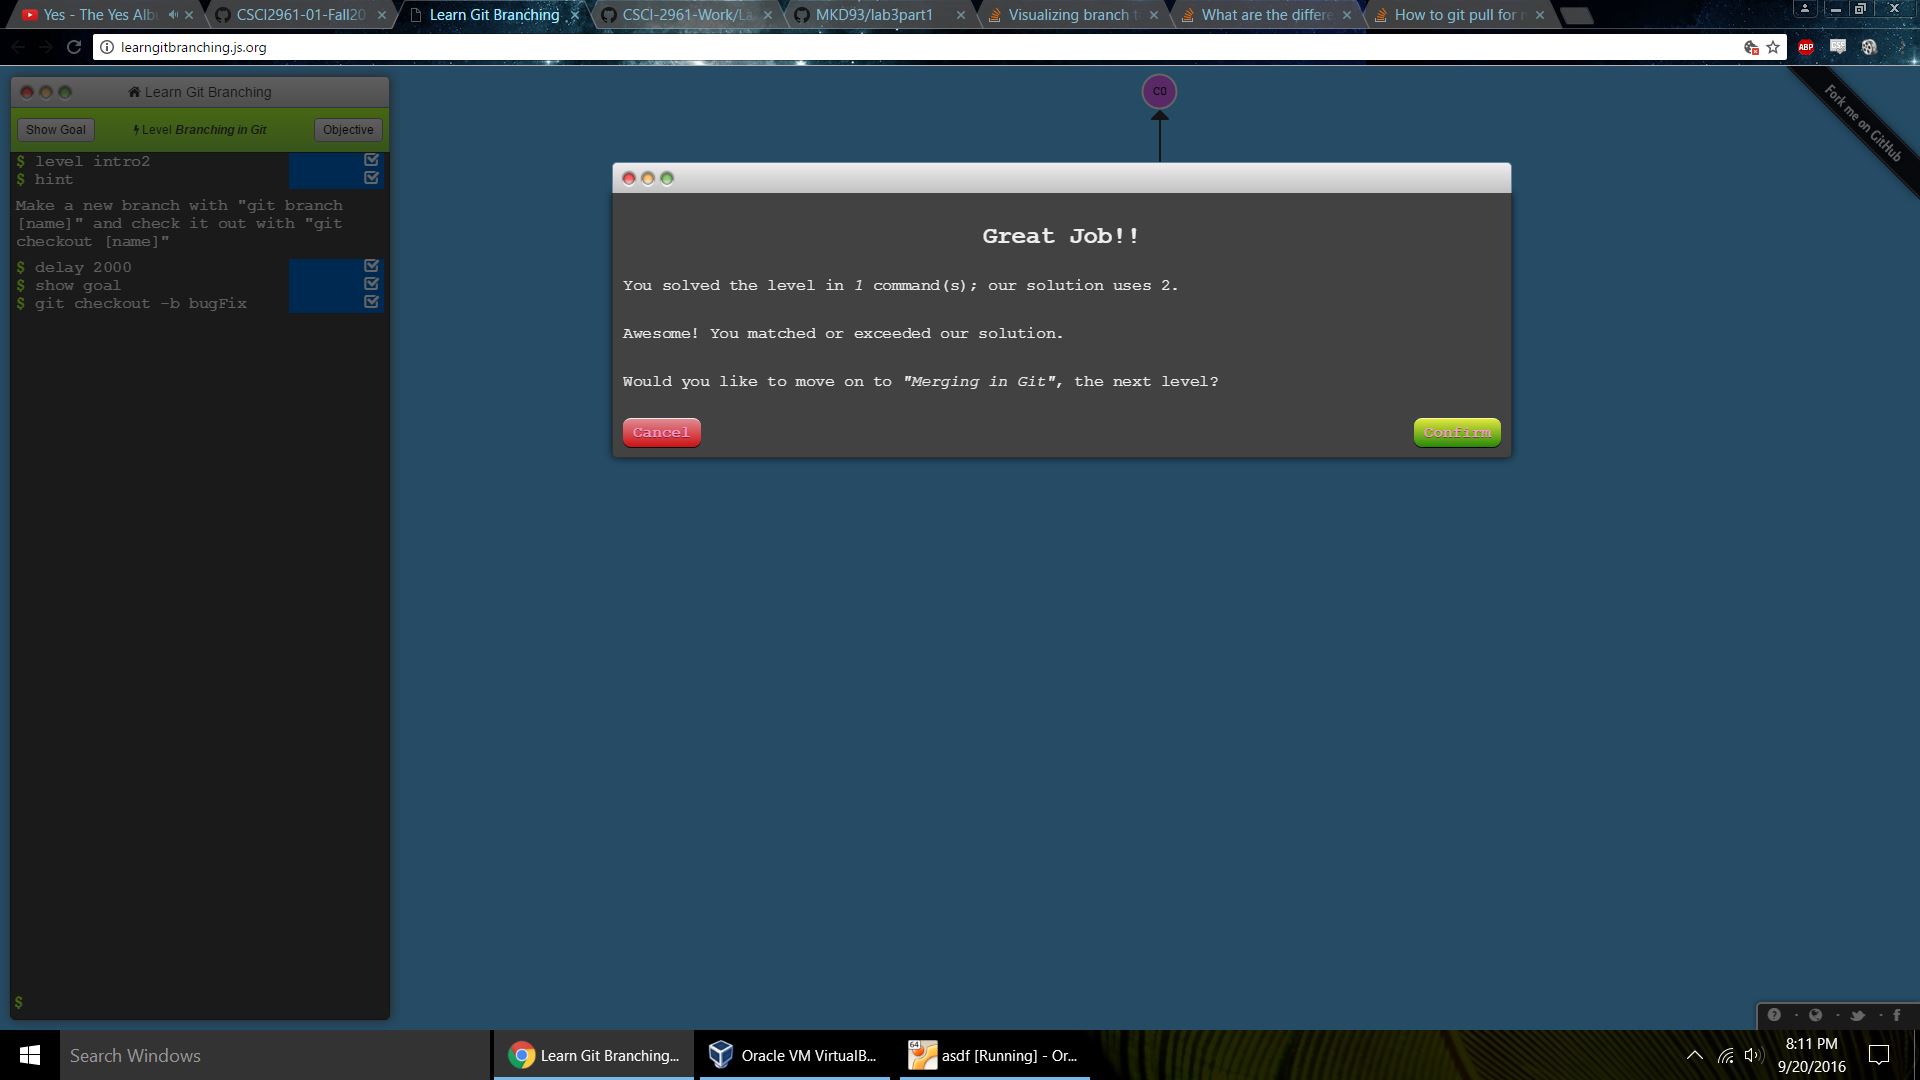 Yes - The Yes Alb
CSCI2961-01-Fall20
Learn Git Branching
CSCI-2961-Work/La
MKD93/lab3part1
Visualizing branch t
What are the differe
How to git pull for
learngitbranching.js.org
ABP
Learn Git Branching
Show Goal
Level Branching in Git
Objective
$ level intro2
$ hint
Make a new branch with "git branch
[name]" and check it out with "git
checkout [name]"
$ delay 2000
$ show goal
$ git checkout -b bugFix
$
C0
Fork me on GitHub
Great Job!!
You solved the level in 1 command(s); our solution uses 2.
Awesome! You matched or exceeded our solution.
Would you like to move on to "Merging in Git", the next level?
Cancel
Confirm
Search Windows
Learn Git Branching...
Oracle VM VirtualB...
64
asdf [Running] - Or...
8:11 PM
9/20/2016